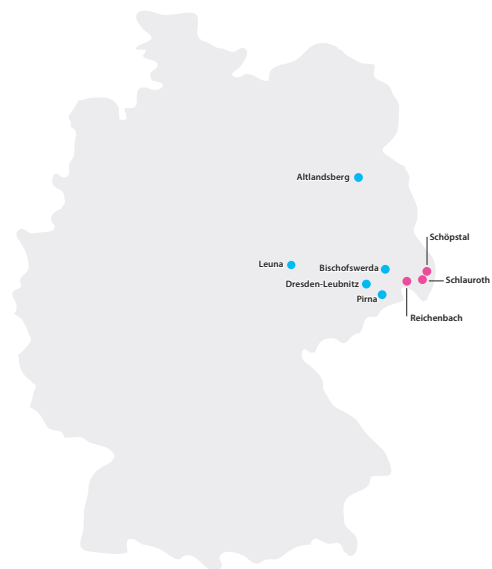 Altlandsberg
Schöpstal
Leuna
Bischofswerda
Schlauroth
Dresden-Leubnitz
Pirna
Reichenbach